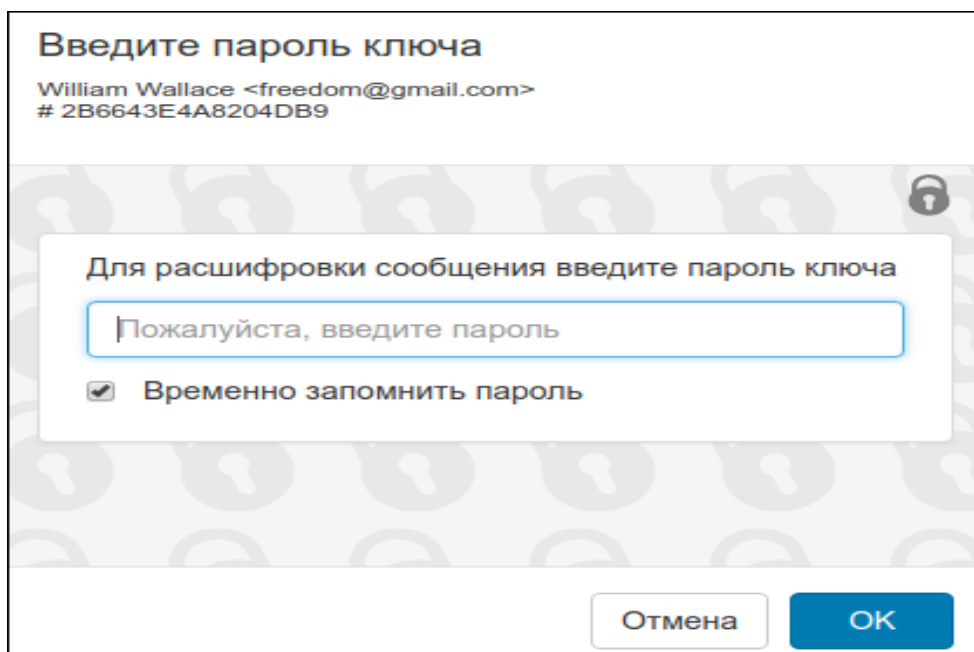 Введите пароль ключа
William Wallace <freedom@gmail.com>
# 2B6643E4A8204DB9
Для расшифровки сообщения введите пароль ключа
Пожалуйста, введите пароль
Временно запомнить пароль
Отмена
OK